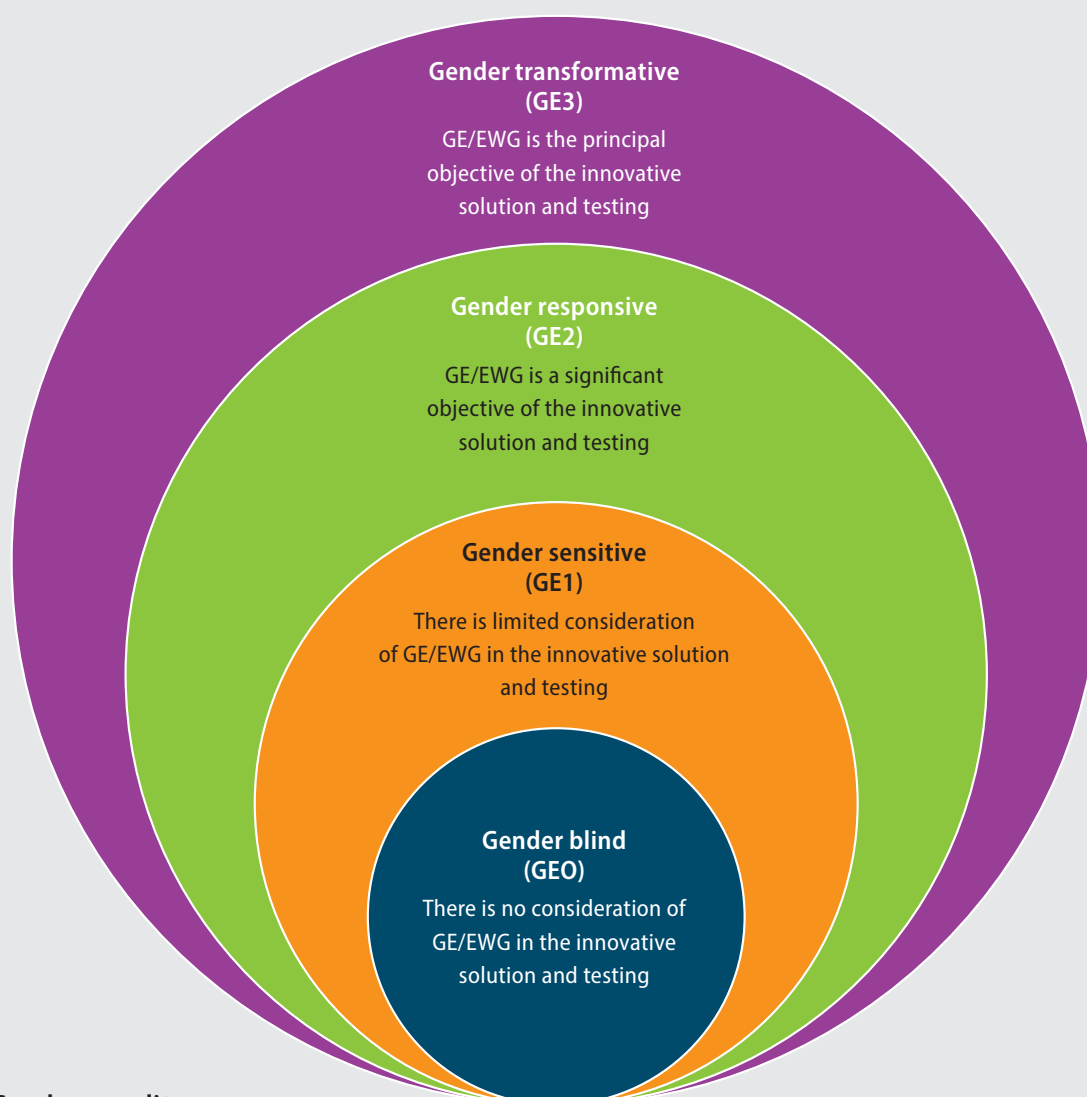 Gender transformative
(GE3)
GE/EWG is the principal
objective of the innovative
solution and testing
Gender responsive
(GE2)
GE/EWG is a significant
objective of the innovative
solution and testing
Gender sensitive
(GE1)
There is limited consideration
of GE/EWG in the innovative solution
and testing
Gender blind
(GEO)
There is no consideration of
GE/EWG in the innovative
solution and testing